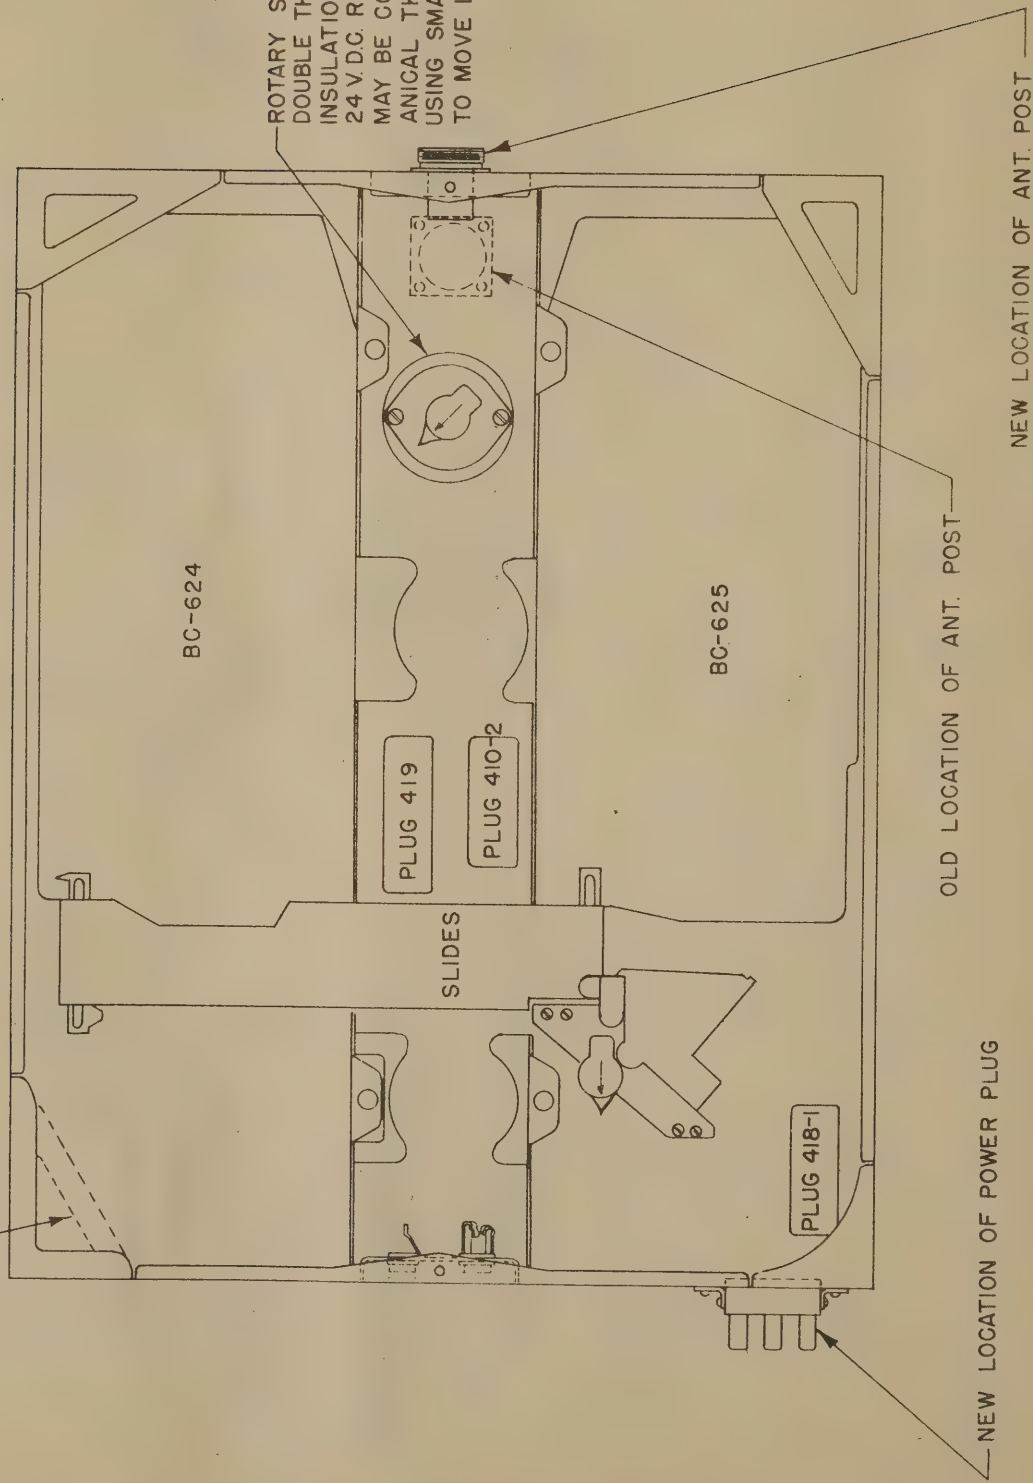 ROTARY S
DOUBLE TH
INSULATIO
24 V. D.C. R
MAY BE CO
ANICAL TH
USING SMA
TO MOVE
BC-624
PLUG 419
PLUG 410-2
SLIDES
BC-625
PLUG 418-1
OLD LOCATION OF ANT. POST
NEW LOCATION OF ANT. POST
NEW LOCATION OF POWER PLUG